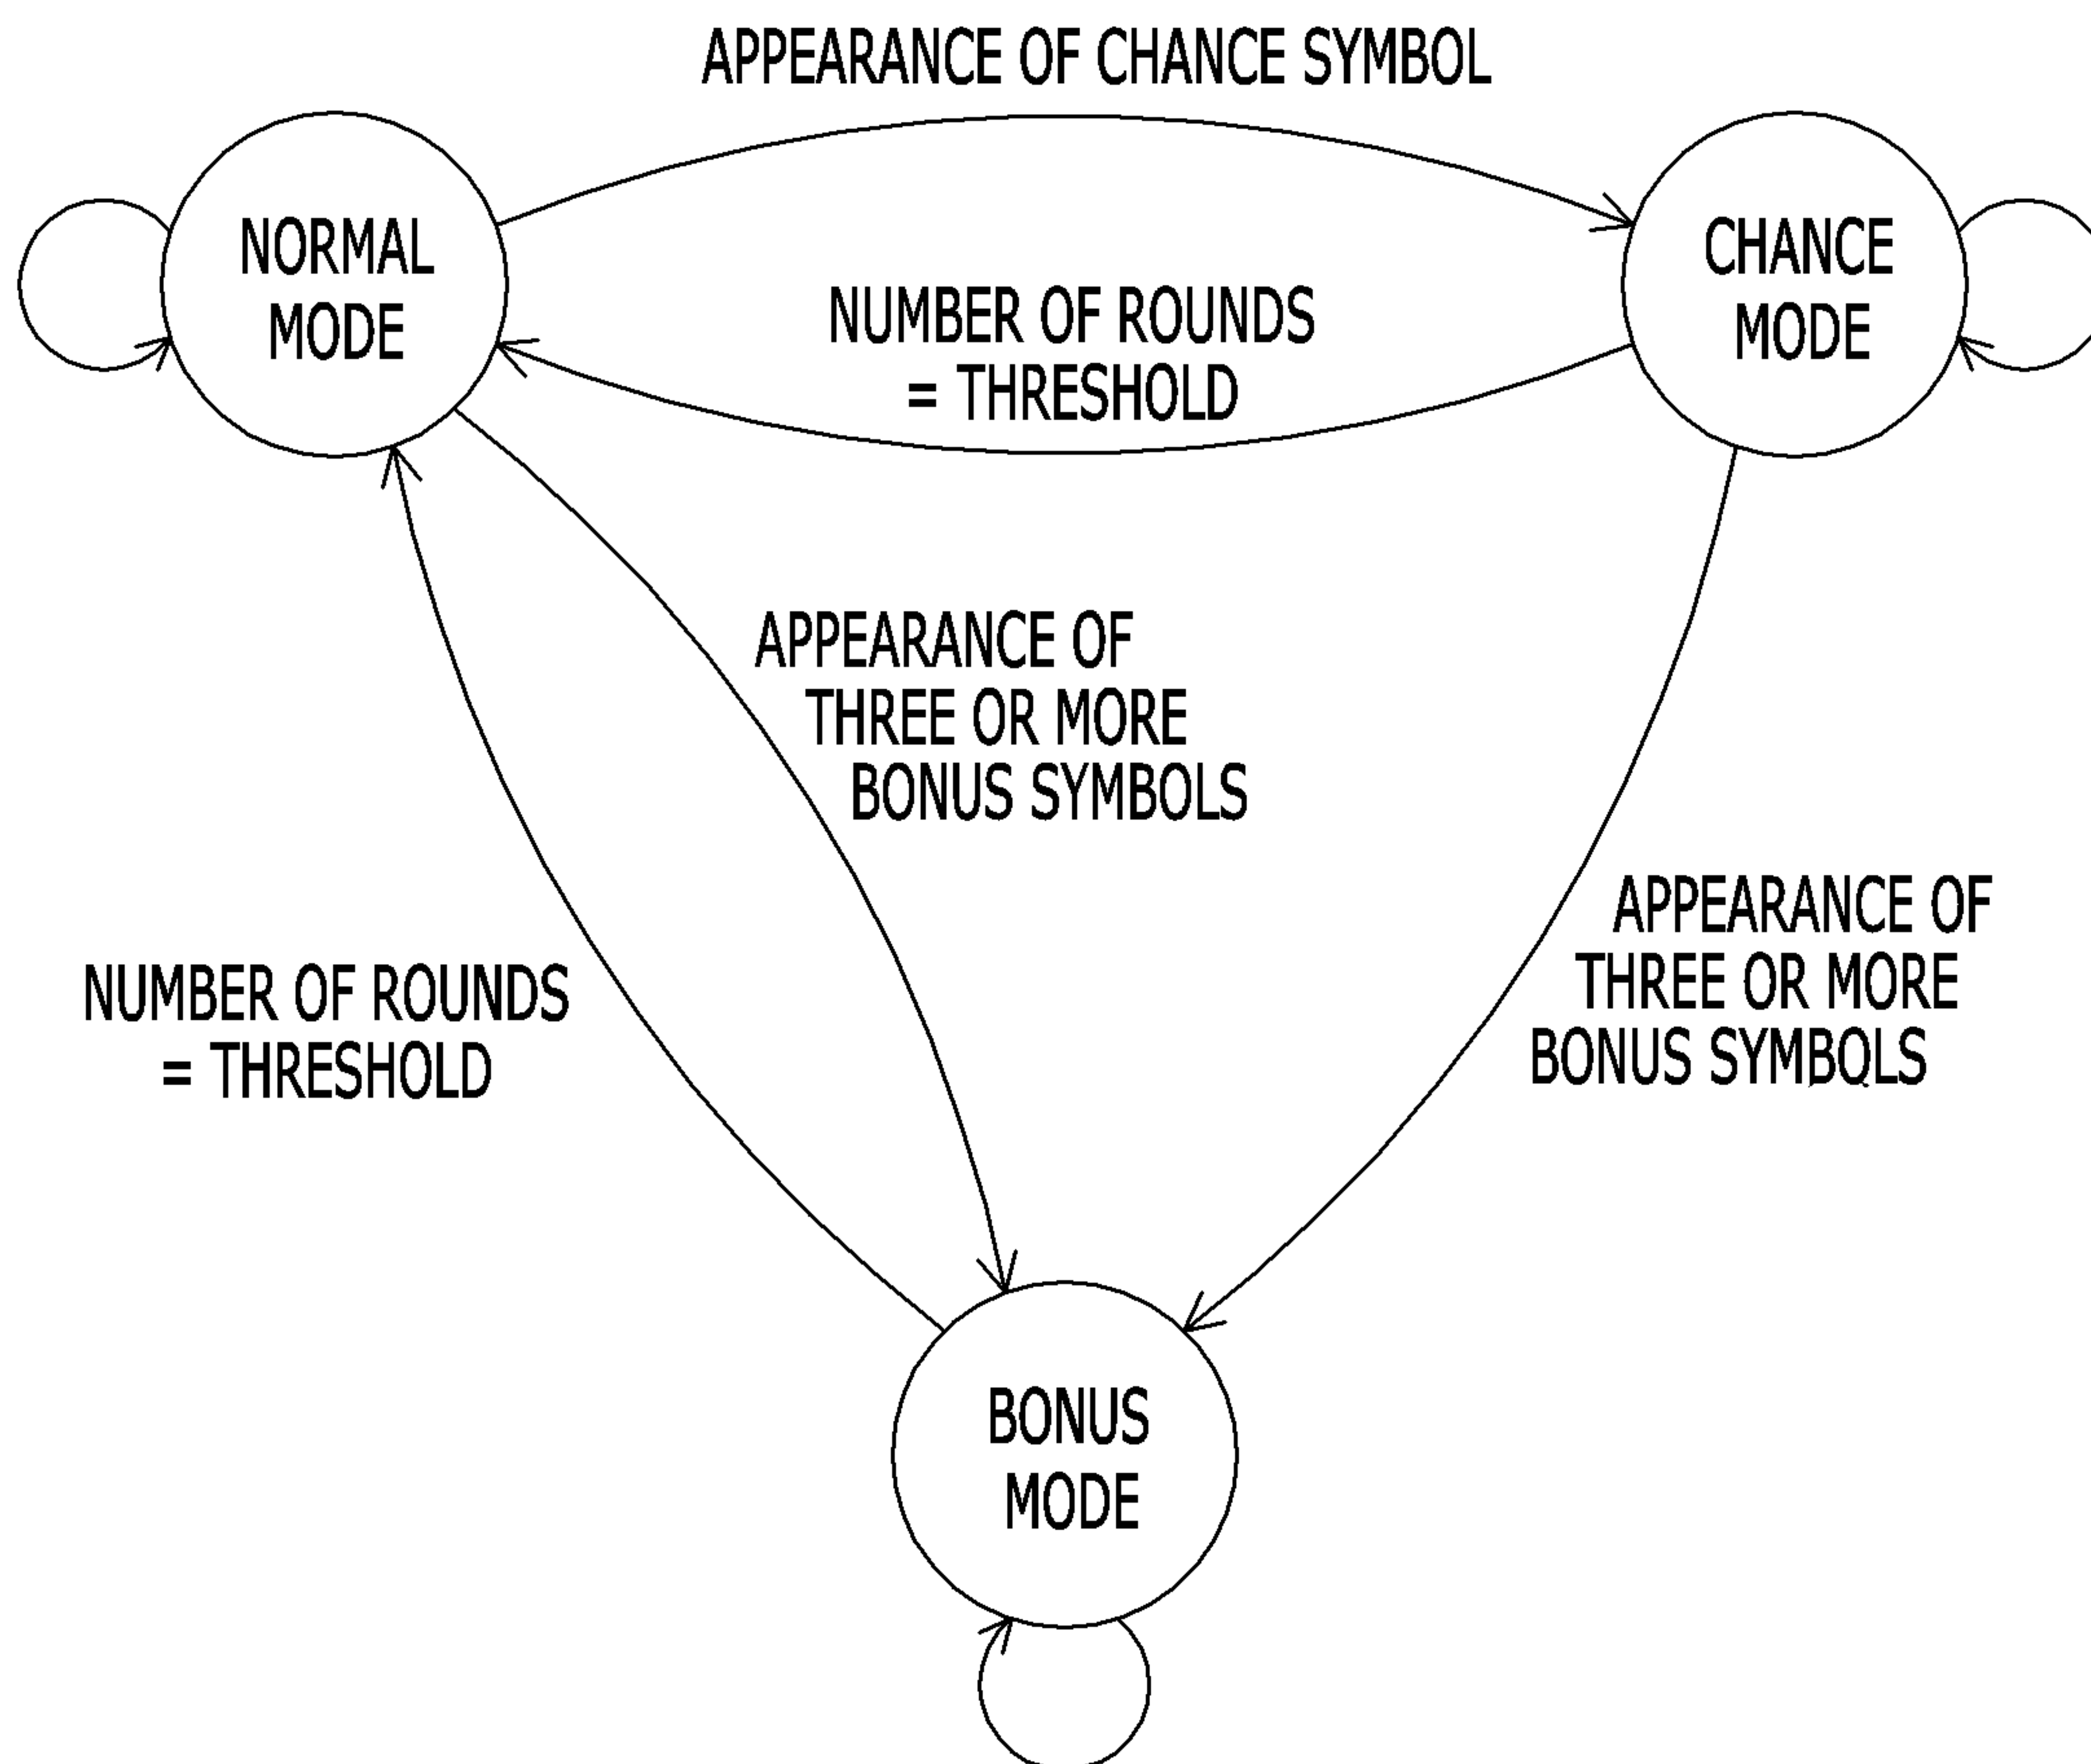 APPEARANCE OF CHANCE SYMBOL
NORMAL
MODE
CHANCE
MODE
NUMBER OF ROUNDS
= THRESHOLD
APPEARANCE OF
THREE OR MORE
BONUS SYMBOLS
APPEARANCE OF
THREE OR MORE
BONUS SYMBOLS
NUMBER OF ROUNDS
= THRESHOLD
BONUS
MODE